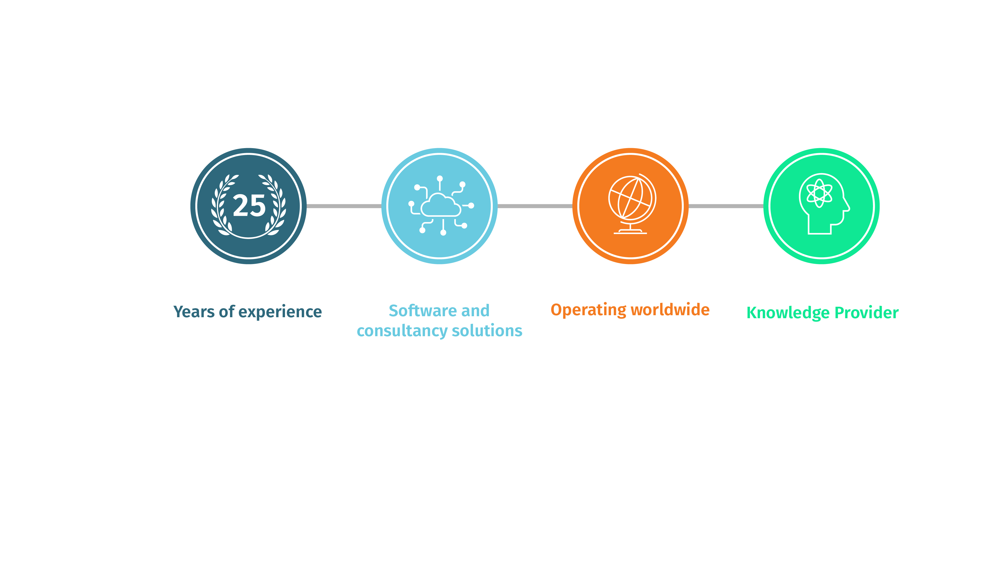 25
Years of experience
Software and
consultancy solutions
Operating worldwide
Knowledge Provider